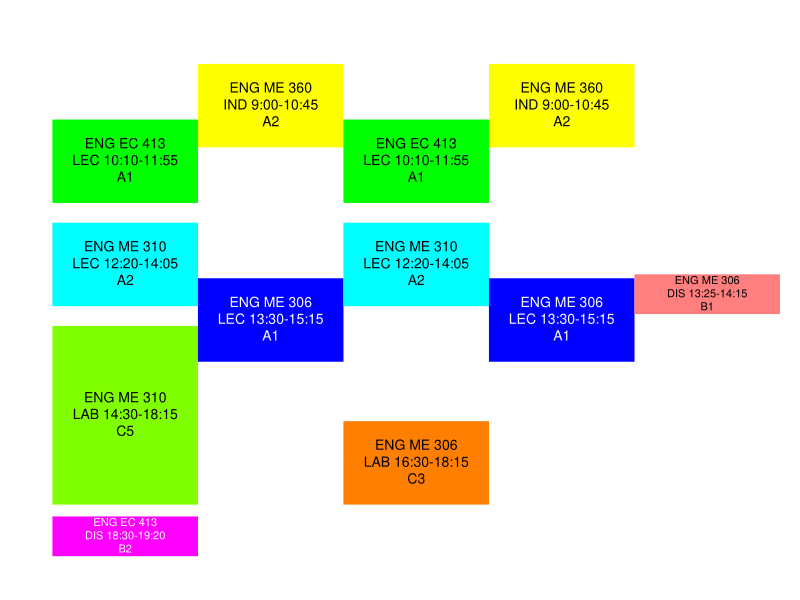 ENG ME 360
IND 9:00-10:45
A2
ENG ME 360
IND 9:00-10:45
A2
ENG EC 413
LEC 10:10-11:55
A1
ENG EC 413
LEC 10:10-11:55
A1
ENG ME 310
LEC 12:20-14:05
A2
ENG ME 310
LEC 12:20-14:05
A2
ENG ME 306
LEC 13:30-15:15
A1
ENG ME 306
LEC 13:30-15:15
A1
ENG ME 306
DIS 13:25-14:15
B1
ENG ME 310
LAB 14:30-18:15
C5
ENG ME 306
LAB 16:30-18:15
C3
ENG EC 413
DIS 18:30-19:20
B2